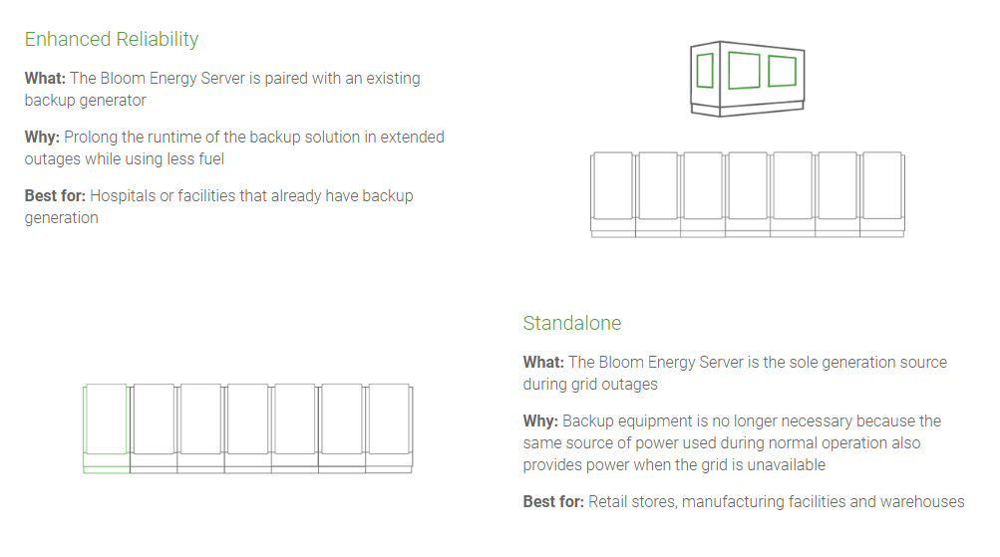 Enhanced Reliability
What: The Bloom Energy Server is paired with an existing
backup generator
Why: Prolong the runtime of the backup solution in extended
outages while using less fuel
Best for: Hospitals or facilities that already have backup
generation
Standalone
What: The Bloom Energy Server is the sole generation source
during grid outages
Why: Backup equipment is no longer necessary because the
same source of power used during normal operation also
provides power when the grid is unavailable
Best for: Retail stores, manufacturing facilities and warehouses